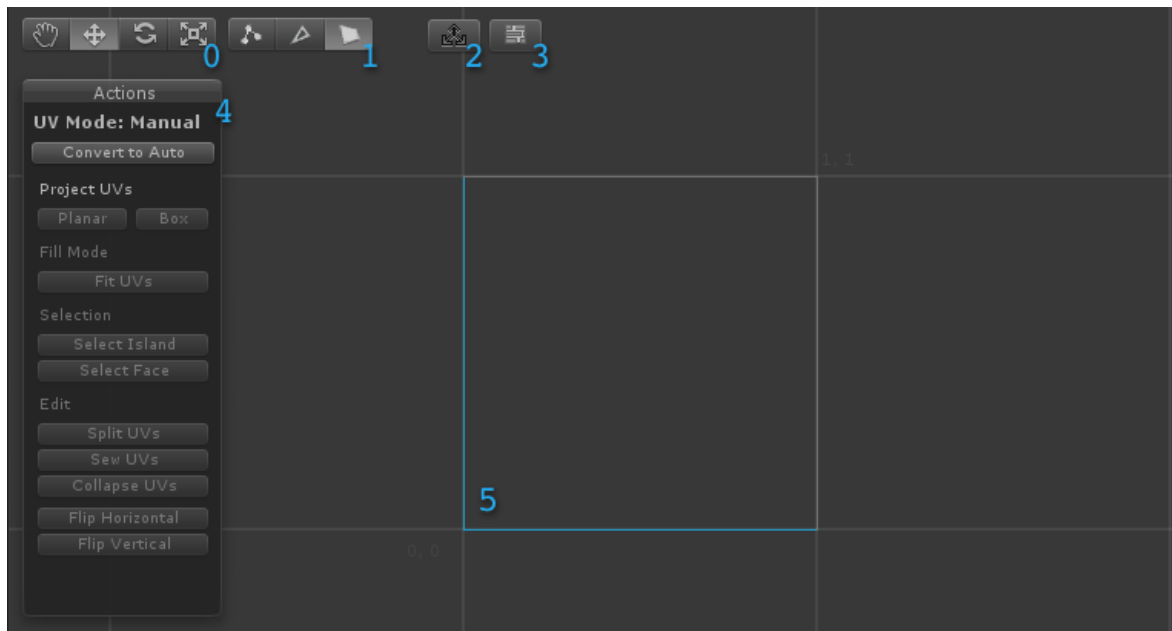 0 1 2 3
Actions
4
UV Mode: Manual
Convert to Auto
1, 1
Project UVs
Planar Box
Fill Mode
Fit UVs
Selection
Select Island
Select Face
Edit
Split UVs
Sew UVs
Collapse UVs
5
Flip Horizontal
Flip Vertical
0, 0